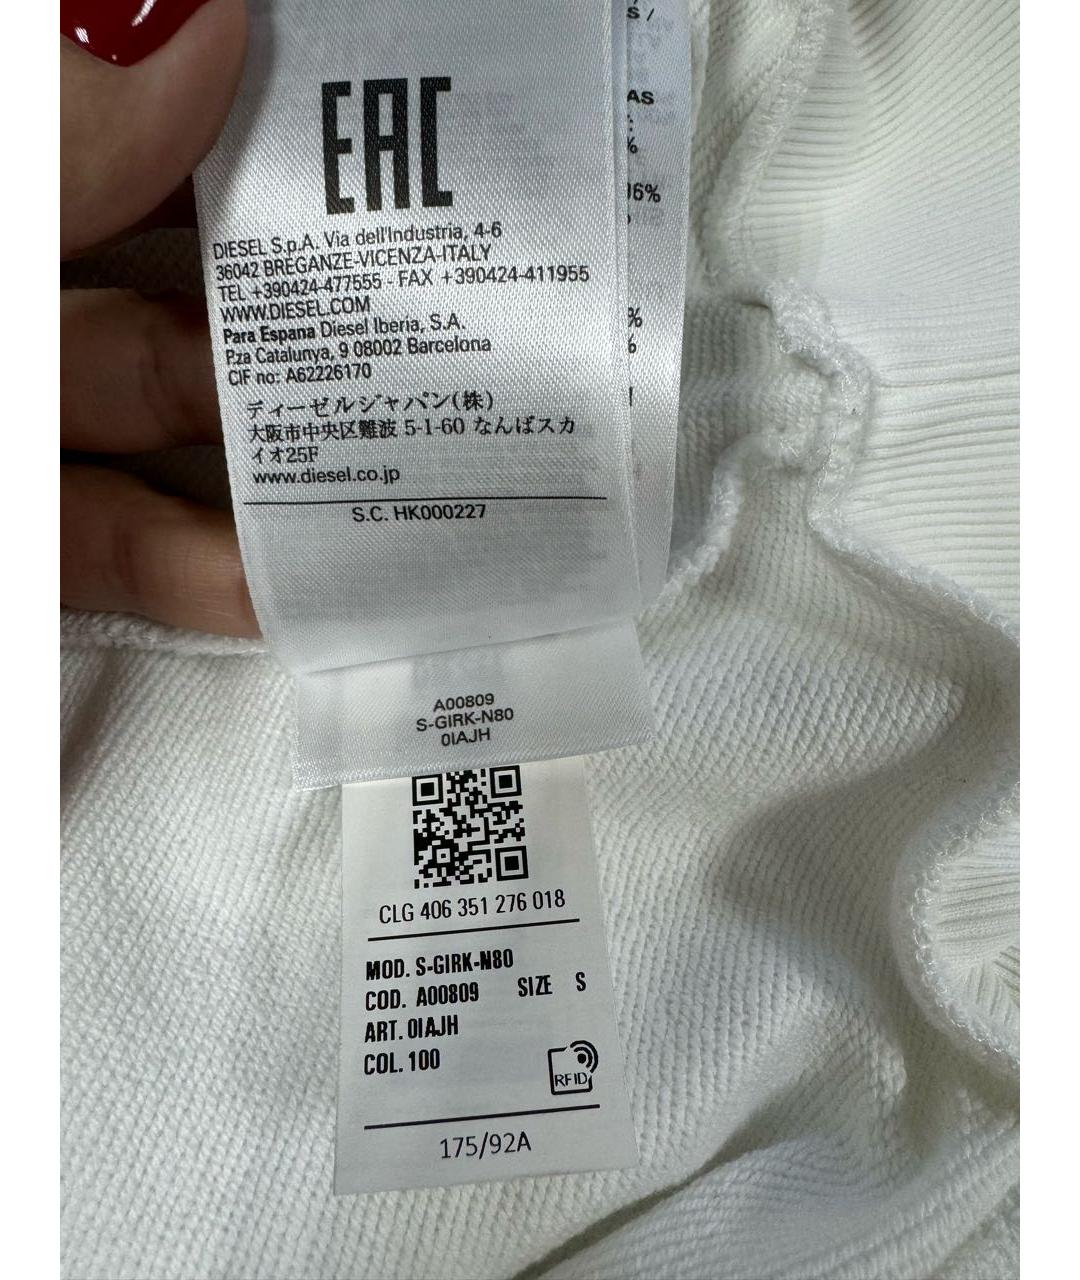 EAC
DIESEL S.p.A. Via dell'Industria, 4-6
36042 BREGANZE-VICENZA-ITALY
TEL +390424-477555 - FAX +390424-411955
WWW.DIESEL.COM
Para Espana Diesel Iberia, S.A.
Pza Catalunya, 9 08002 Barcelona
CIF no: A62226170
ディーゼルジャパン(株)
大阪市中央区難波 5-1-60 なんばスカ
イオ25F
www.diesel.co.jp
S.C. HK000227
S /
AS
:
%
%
%
%
A00809
S-GIRK-N80
0IAJH
CLG 406 351 276 018
MOD. S-GIRK-N80
COD. A00809 SIZE S
ART. 0IAJH
COL. 100
RFID
175/92A